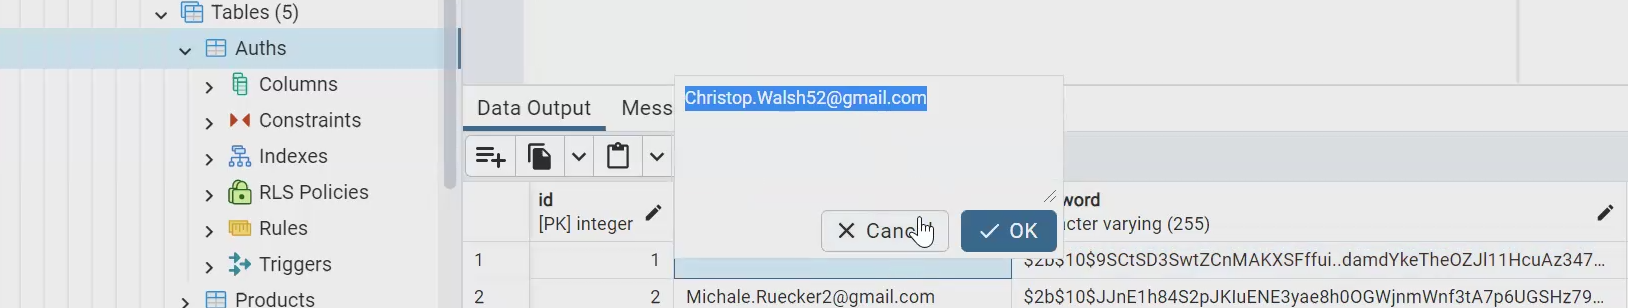 Tables (5)
Auths
Columns
Constraints
Indexes
RLS Policies
Rules
Triggers
Products
Data Output Mess
Christop.Walsh52@gmail.com
Cancel OK
id
[PK] integer
word
cter varying (255)
1 1 $2b$10$9SCtSD3SwtZCnMAKXSFffui..damdYkeTheOZJl11HcuAz347...
2 2 Michale.Ruecker2@gmail.com $2b$10$JJnE1h84S2pJKIuENE3yae8h0OGWjnmWnf3tA7p6UGSHz79...